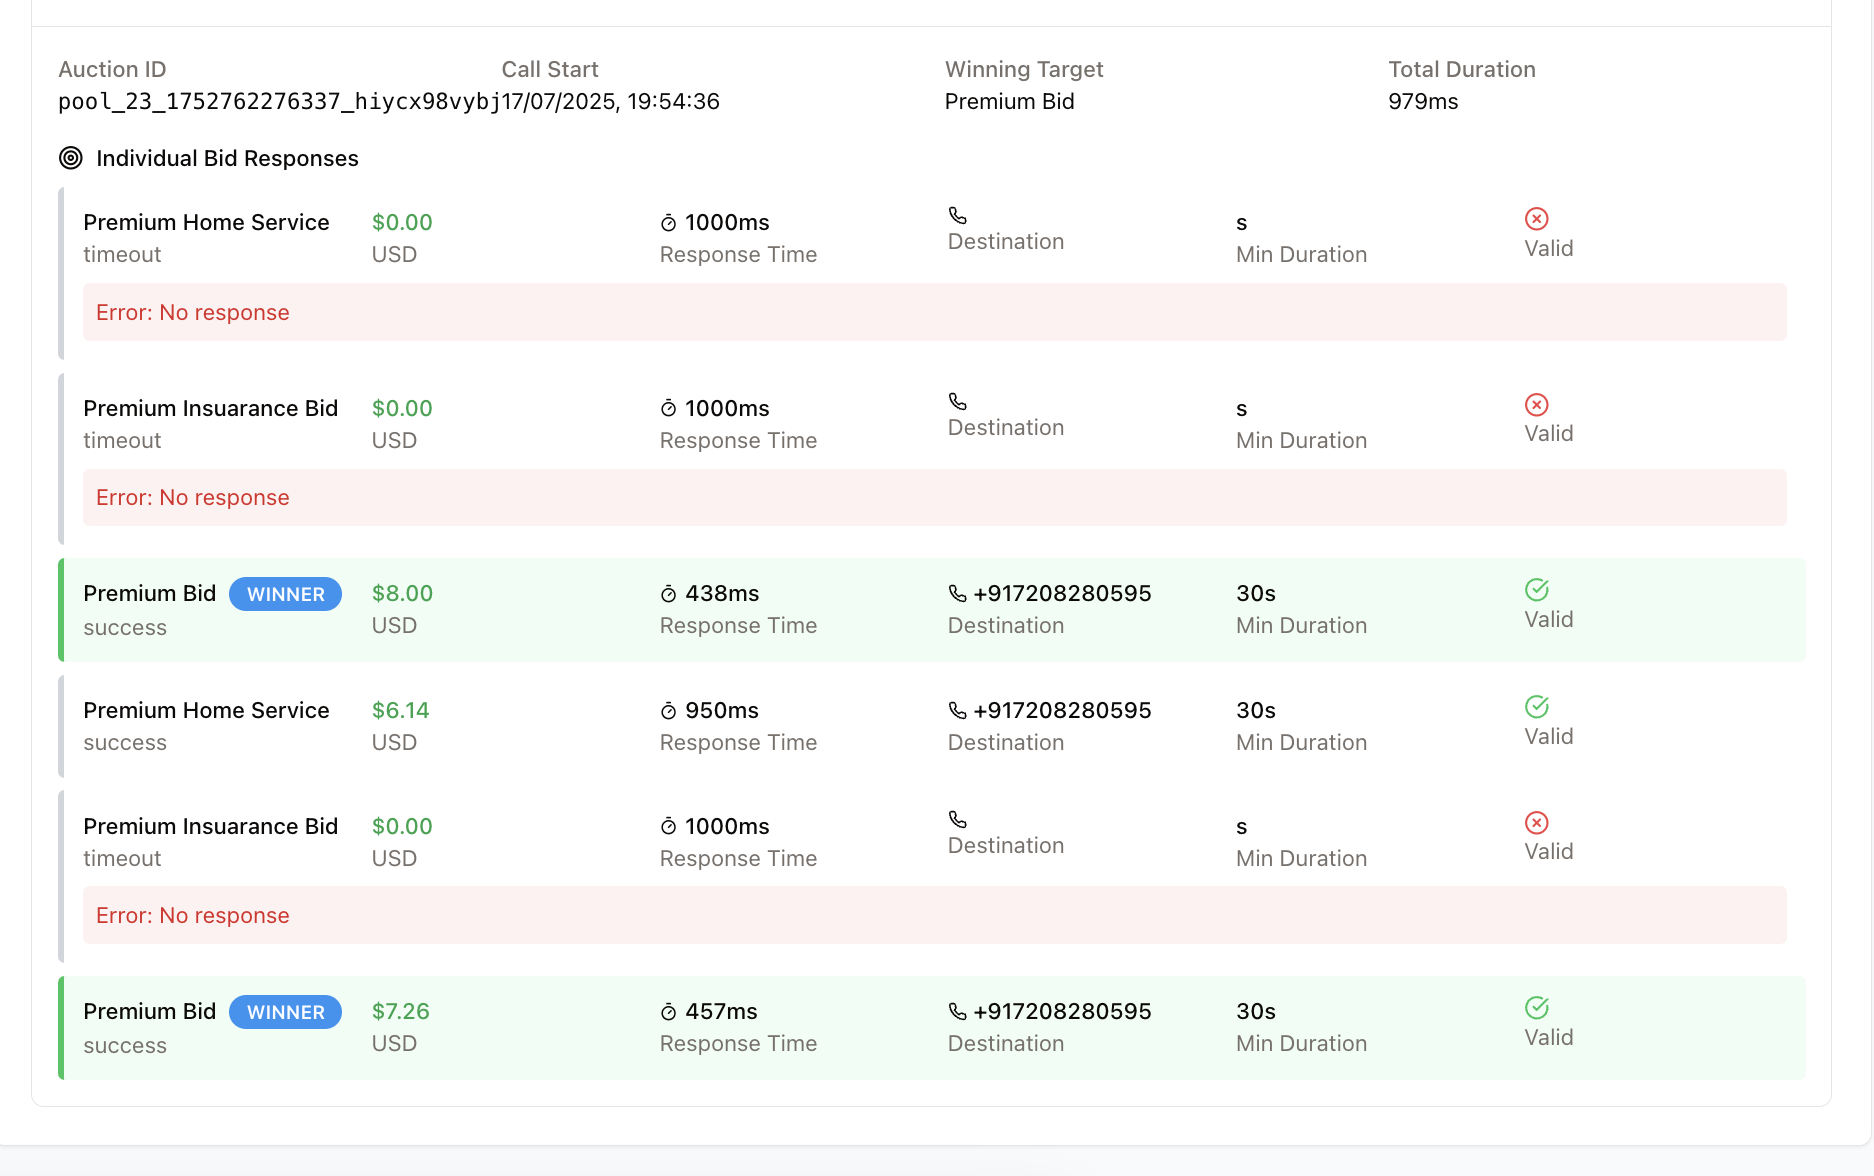 Auction ID
pool_23_1752762276337_hiycx98vybj
Call Start
17/07/2025, 19:54:36
Winning Target
Premium Bid
Total Duration
979ms
Individual Bid Responses
Premium Home Service $0.00 1000ms s
timeout USD Response Time Destination Min Duration Valid
Error: No response
Premium Insuarance Bid $0.00 1000ms s
timeout USD Response Time Destination Min Duration Valid
Error: No response
Premium Bid WINNER $8.00 438ms +917208280595 30s
success USD Response Time Destination Min Duration Valid
Premium Home Service $6.14 950ms +917208280595 30s
success USD Response Time Destination Min Duration Valid
Premium Insuarance Bid $0.00 1000ms s
timeout USD Response Time Destination Min Duration Valid
Error: No response
Premium Bid WINNER $7.26 457ms +917208280595 30s
success USD Response Time Destination Min Duration Valid